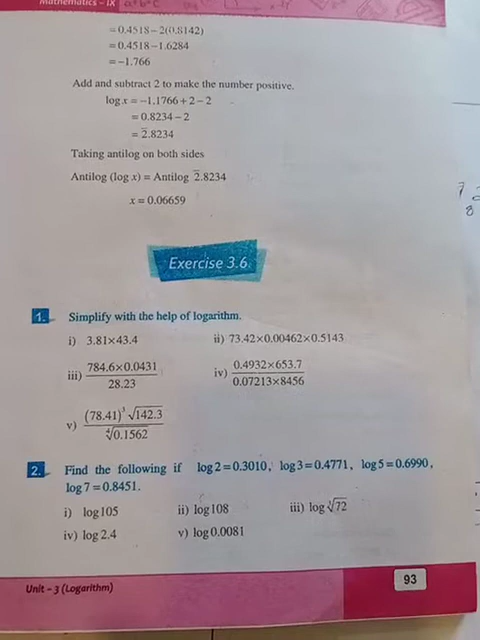 Mathematics - IX
= 0.4518 - 2(0.8142)
= 0.4518 - 1.6284
= -1.766
Add and subtract 2 to make the number positive.
log x = -1.1766 + 2 - 2
= 0.8234 - 2
= 2̅.8234
Taking antilog on both sides
Antilog (log x) = Antilog 2̅.8234
x = 0.06659
Exercise 3.6
1. Simplify with the help of logarithm.
i) 3.81×43.4 ii) 73.42×0.00462×0.5143
iii) (784.6×0.0431)/28.23 iv) (0.4932×653.7)/(0.07213×8456)
v) ((78.41)³ √142.3)/(∜0.1562)
2. Find the following if log 2 = 0.3010, log 3 = 0.4771, log 5 = 0.6990,
log 7 = 0.8451.
i) log 105 ii) log 108 iii) log ∛72
iv) log 2.4 v) log 0.0081
Unit - 3 (Logarithm) 93